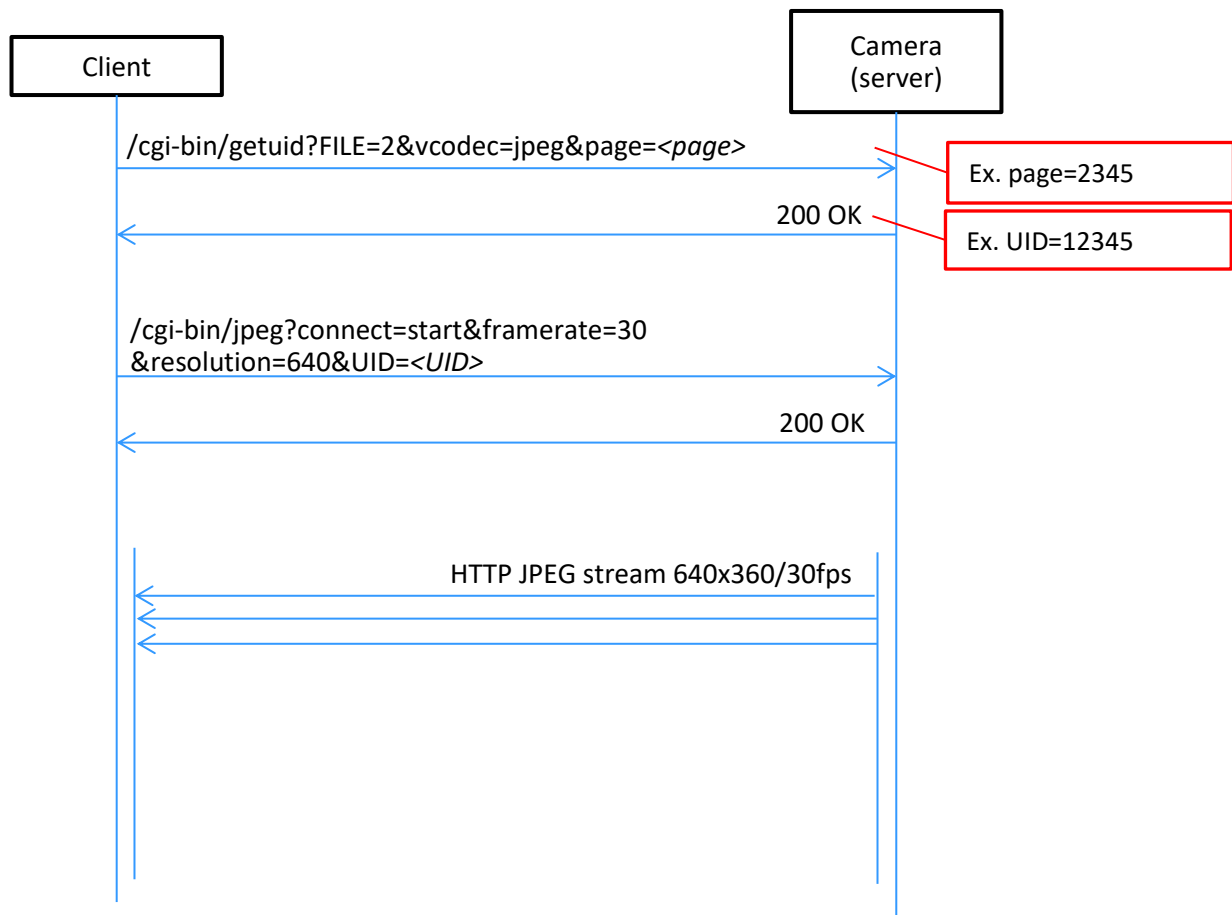 Client
Camera
(server)
/cgi-bin/getuid?FILE=2&vcodec=jpeg&page=<page>
Ex. page=2345
200 OK
Ex. UID=12345
/cgi-bin/jpeg?connect=start&framerate=30
&resolution=640&UID=<UID>
200 OK
HTTP JPEG stream 640x360/30fps